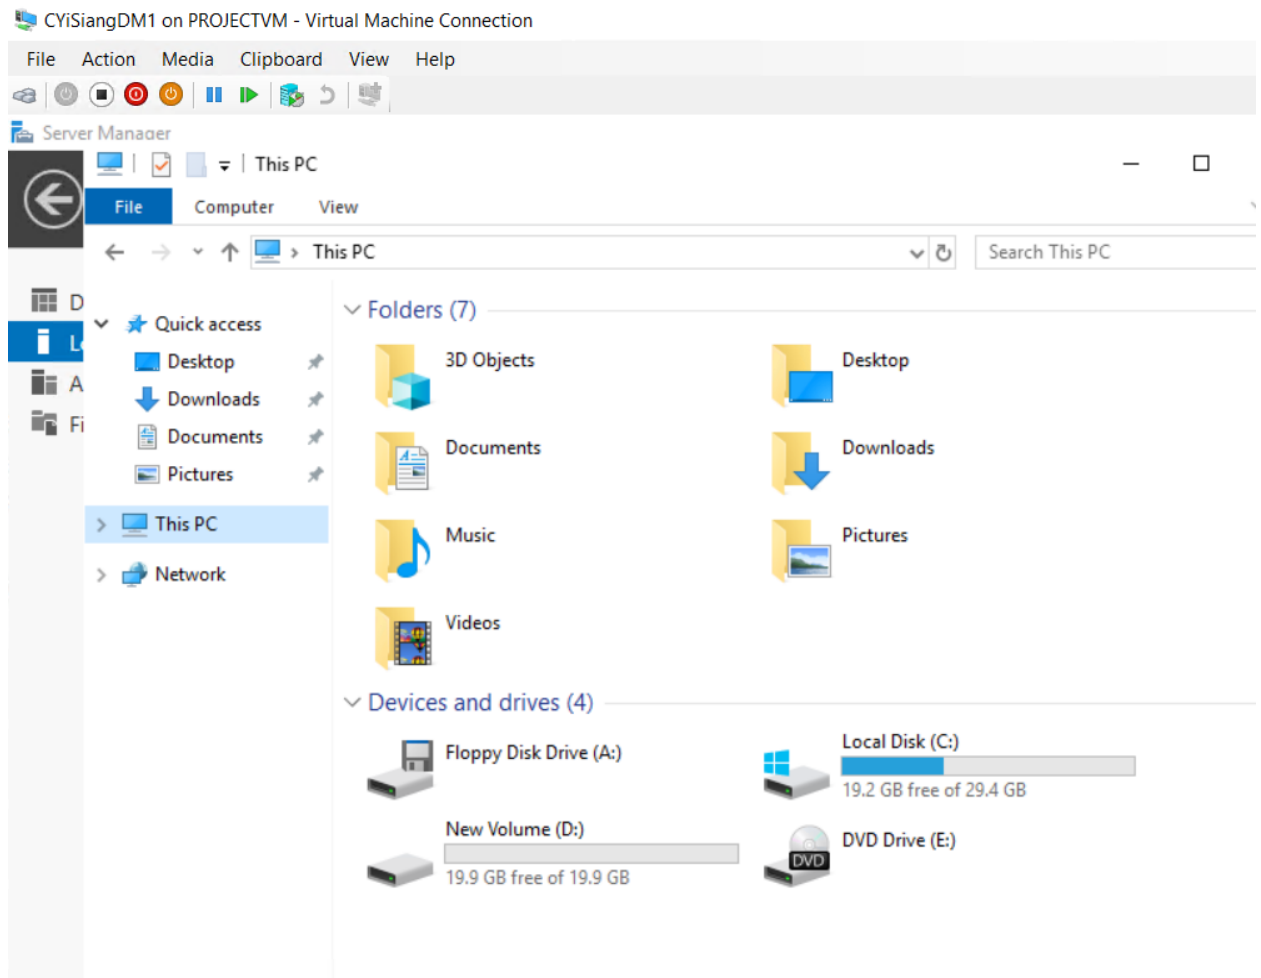 CYiSiangDM1 on PROJECTVM - Virtual Machine Connection
File Action Media Clipboard View Help
Server Manager
This PC
File Computer View
This PC
Search This PC
D
A
Fi
Quick access
Desktop
Downloads
Documents
Pictures
This PC
Network
Folders (7)
3D Objects
Desktop
Documents
Downloads
Music
Pictures
Videos
Devices and drives (4)
Floppy Disk Drive (A:)
Local Disk (C:)
19.2 GB free of 29.4 GB
New Volume (D:)
19.9 GB free of 19.9 GB
DVD Drive (E:)
DVD